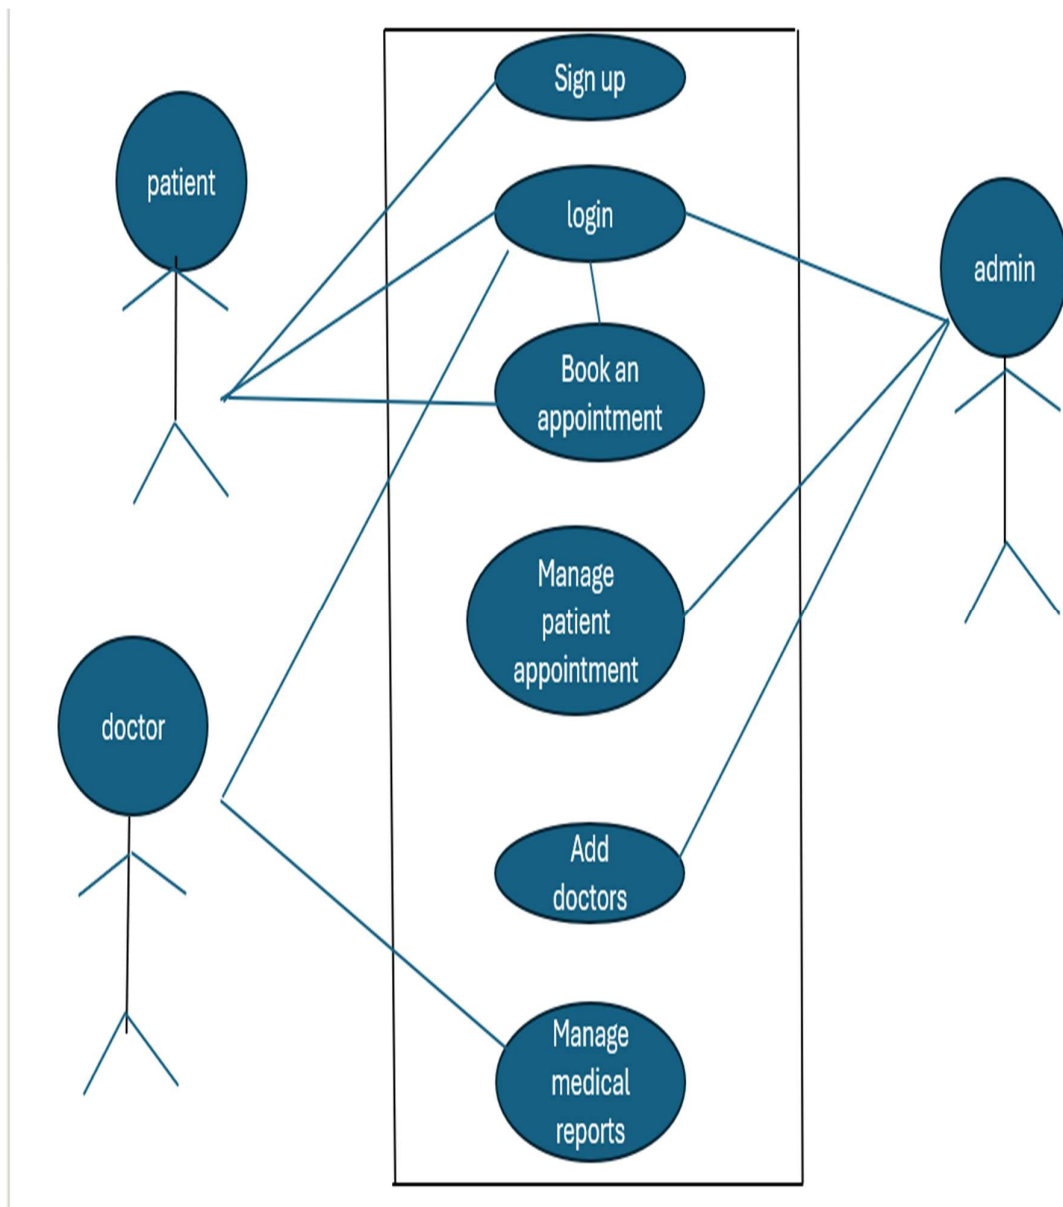 Sign up
patient
login
admin
Book an
appointment
Manage
patient
appointment
doctor
Add
doctors
Manage
medical
reports